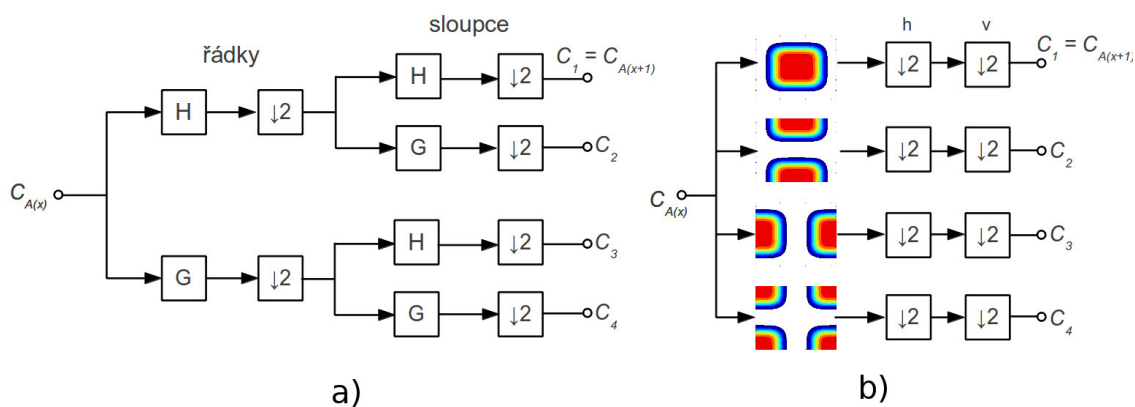 řádky
sloupce
H
↓2
H
↓2
C1 = CA(x+1)
G
↓2
C2
CA(x)
G
↓2
H
↓2
C3
G
↓2
C4
a)
h
v
↓2
↓2
C1 = CA(x+1)
↓2
↓2
C2
CA(x)
↓2
↓2
C3
↓2
↓2
C4
b)